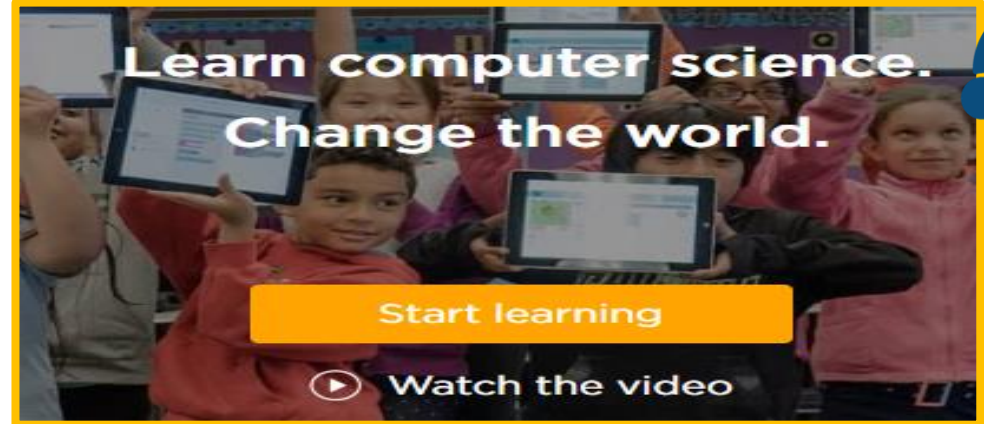 Learn computer science.
Change the world.
Start learning
Watch the video